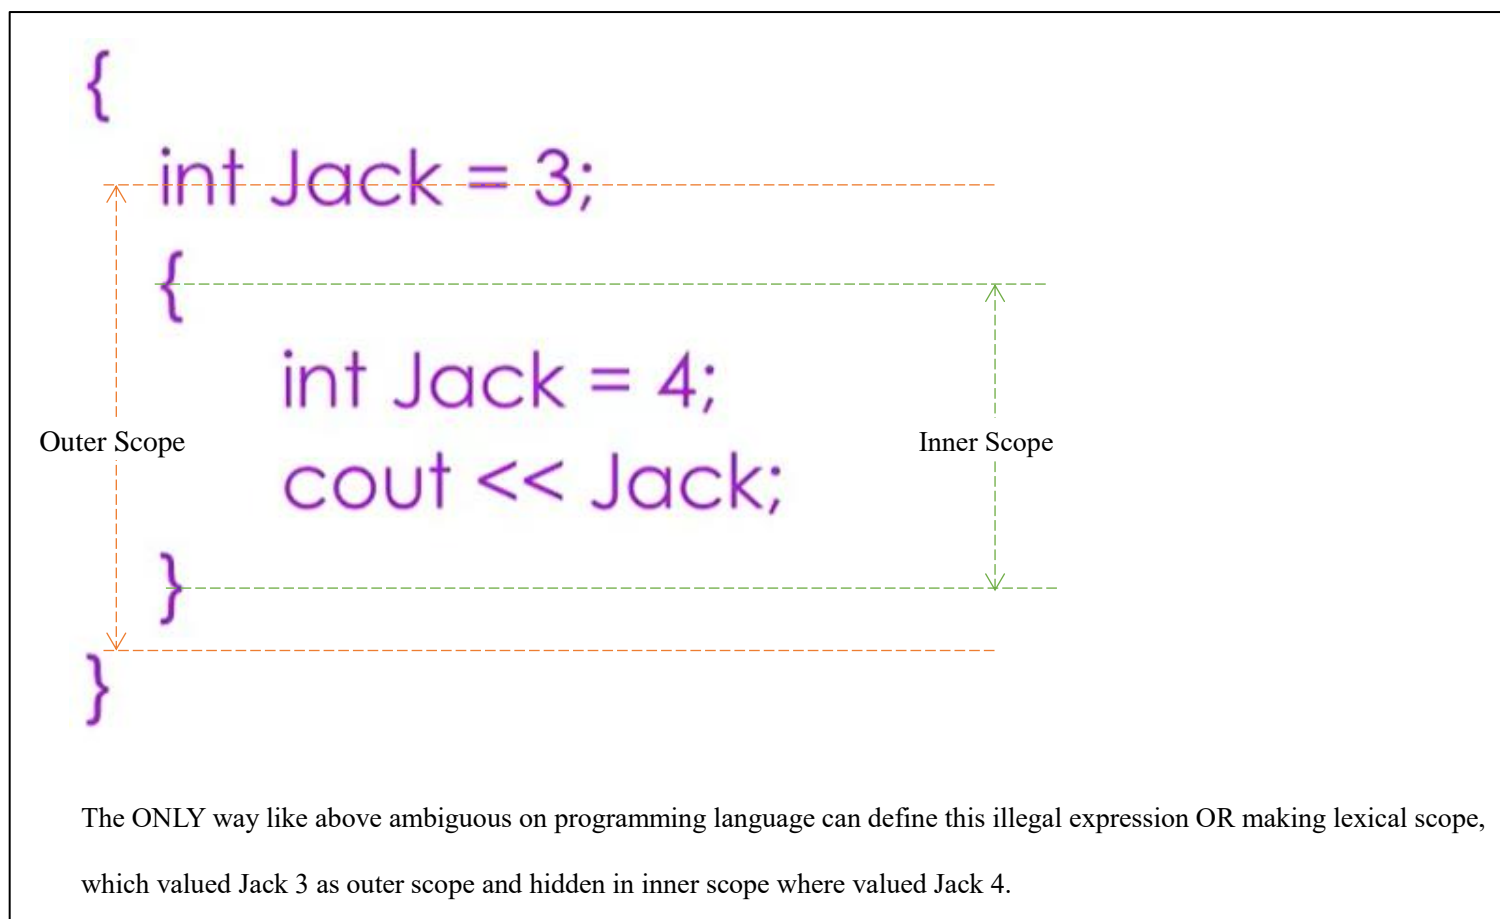 {
int Jack = 3;
{
int Jack = 4;
Outer Scope
Inner Scope
cout << Jack;
}
}
The ONLY way like above ambiguous on programming language can define this illegal expression OR making lexical scope,
which valued Jack 3 as outer scope and hidden in inner scope where valued Jack 4.